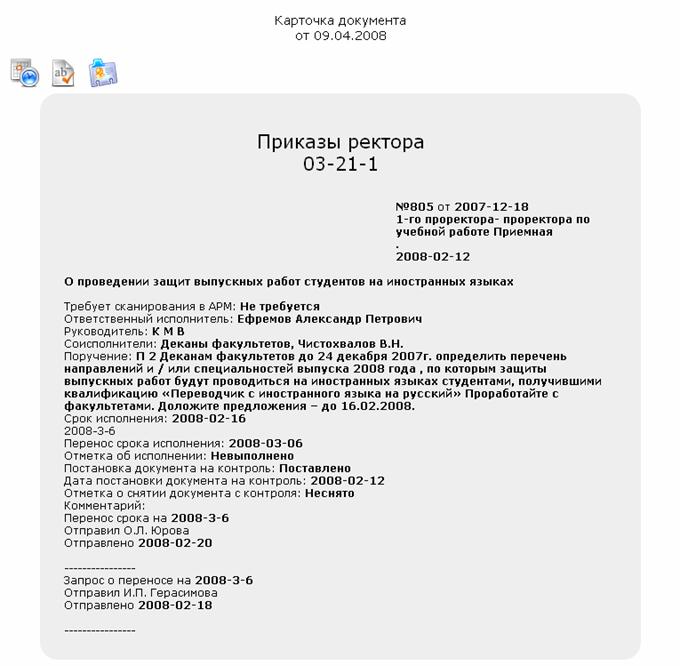 Карточка документа
от 09.04.2008
ab
Приказы ректора
03-21-1
№805 от 2007-12-18
1-го проректора- проректора по
учебной работе Приемная
.
2008-02-12
О проведении защит выпускных работ студентов на иностранных языках
Требует сканирования в АРМ: Не требуется
Ответственный исполнитель: Ефремов Александр Петрович
Руководитель: К М В
Соисполнители: Деканы факультетов, Чистохвалов В.Н.
Поручение: П 2 Деканам факультетов до 24 декабря 2007г. определить перечень
направлений и / или специальностей выпуска 2008 года , по которым защиты
выпускных работ будут проводиться на иностранных языках студентами, получившими
квалификацию «Переводчик с иностранного языка на русский» Проработайте с
факультетами. Доложите предложения – до 16.02.2008.
Срок исполнения: 2008-02-16
2008-3-6
Перенос срока исполнения: 2008-03-06
Отметка об исполнении: Невыполнено
Постановка документа на контроль: Поставлено
Дата постановки документа на контроль: 2008-02-12
Отметка о снятии документа с контроля: Неснято
Комментарий:
Перенос срока на 2008-3-6
Отправил О.Л. Юрова
Отправлено 2008-02-20
----------------
Запрос о переносе на 2008-3-6
Отправил И.П. Герасимова
Отправлено 2008-02-18
----------------